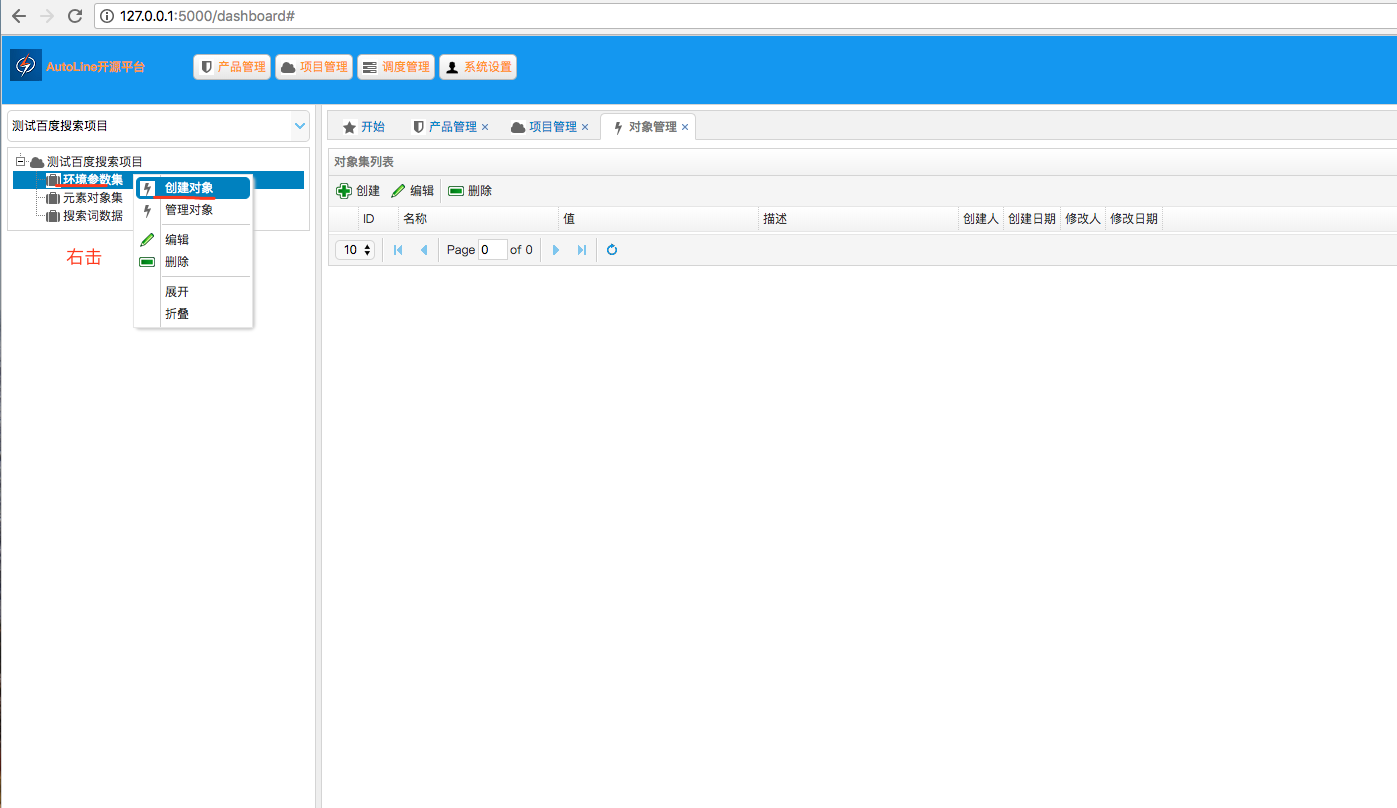 127.0.0.1:5000/dashboard#
AutoLine开源平台 产品管理 项目管理 调度管理 系统设置
测试百度搜索项目
开始 产品管理 × 项目管理 × 对象管理 ×
测试百度搜索项目
环境参数集
元素对象集
搜索词数据
右击
创建对象
管理对象
编辑
删除
展开
折叠
对象集列表
创建 编辑 删除
ID 名称 值 描述 创建人 创建日期 修改人 修改日期
10 Page 0 of 0